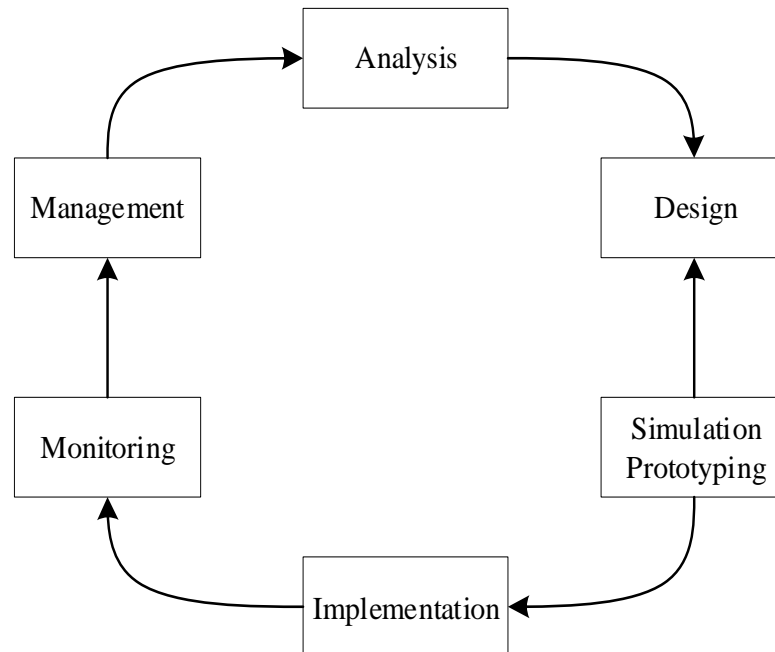 Analysis
Management
Design
Monitoring
Simulation
Prototyping
Implementation